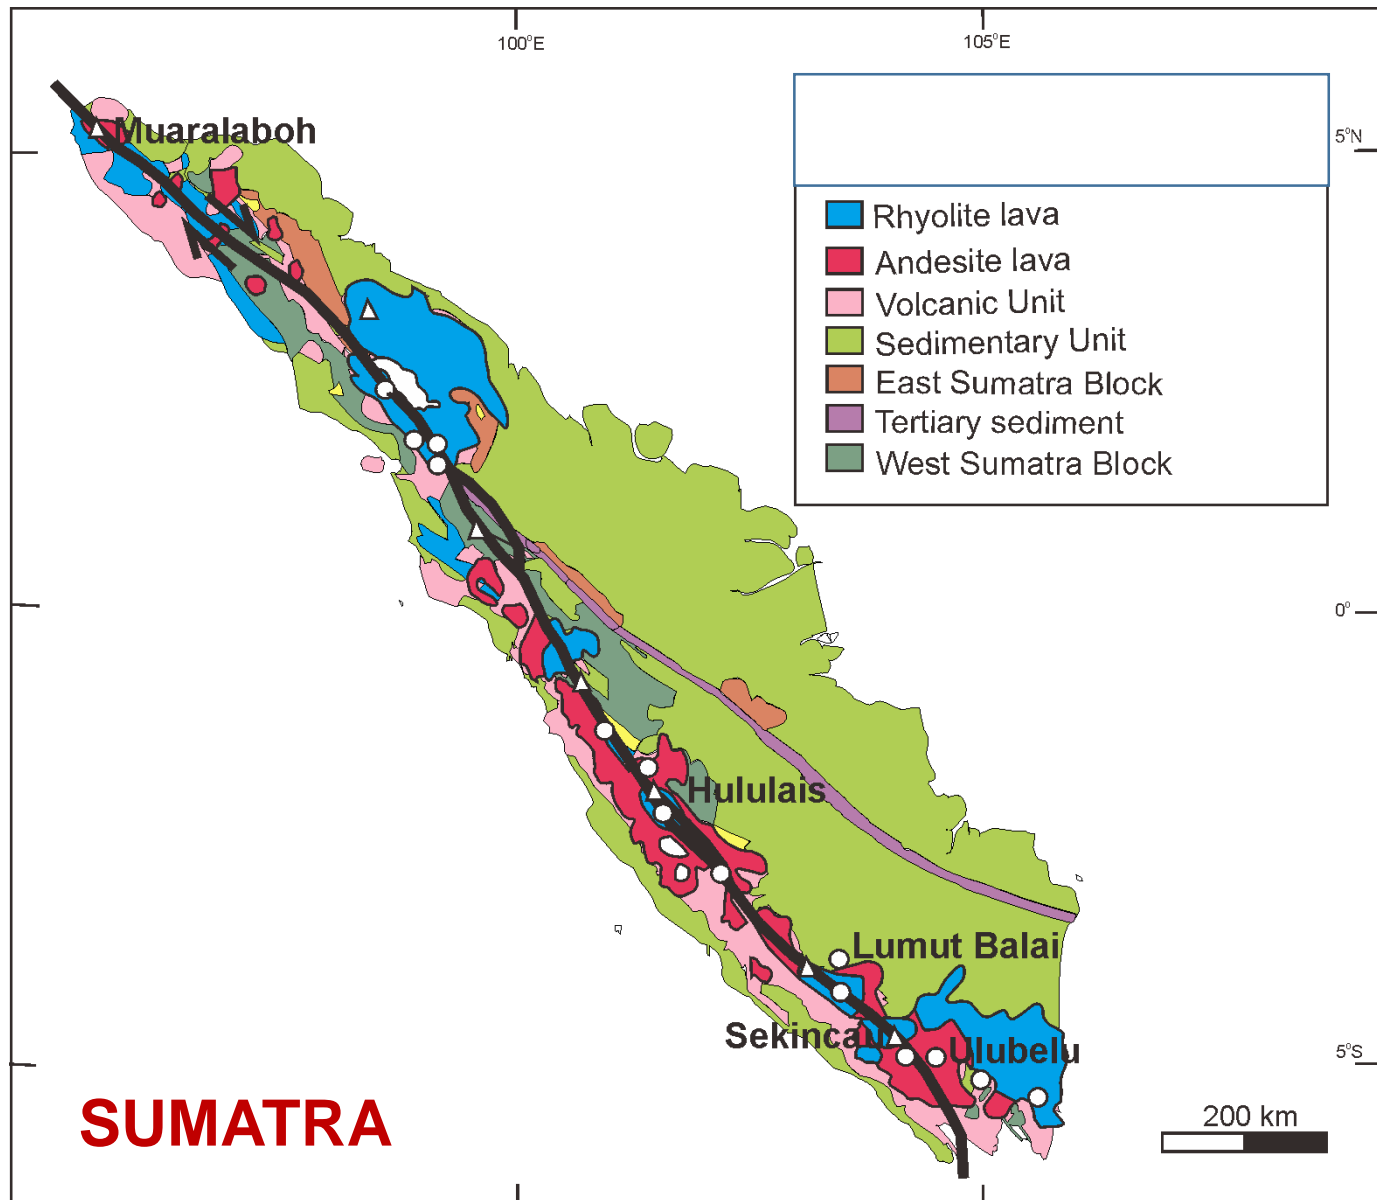 100°E
105°E
Muaralaboh
5°N
Rhyolite lava
Andesite lava
Volcanic Unit
Sedimentary Unit
East Sumatra Block
Tertiary sediment
West Sumatra Block
0°
Hululais
Lumut Balai
Sekincau
Ulubelu
5°S
SUMATRA
200 km